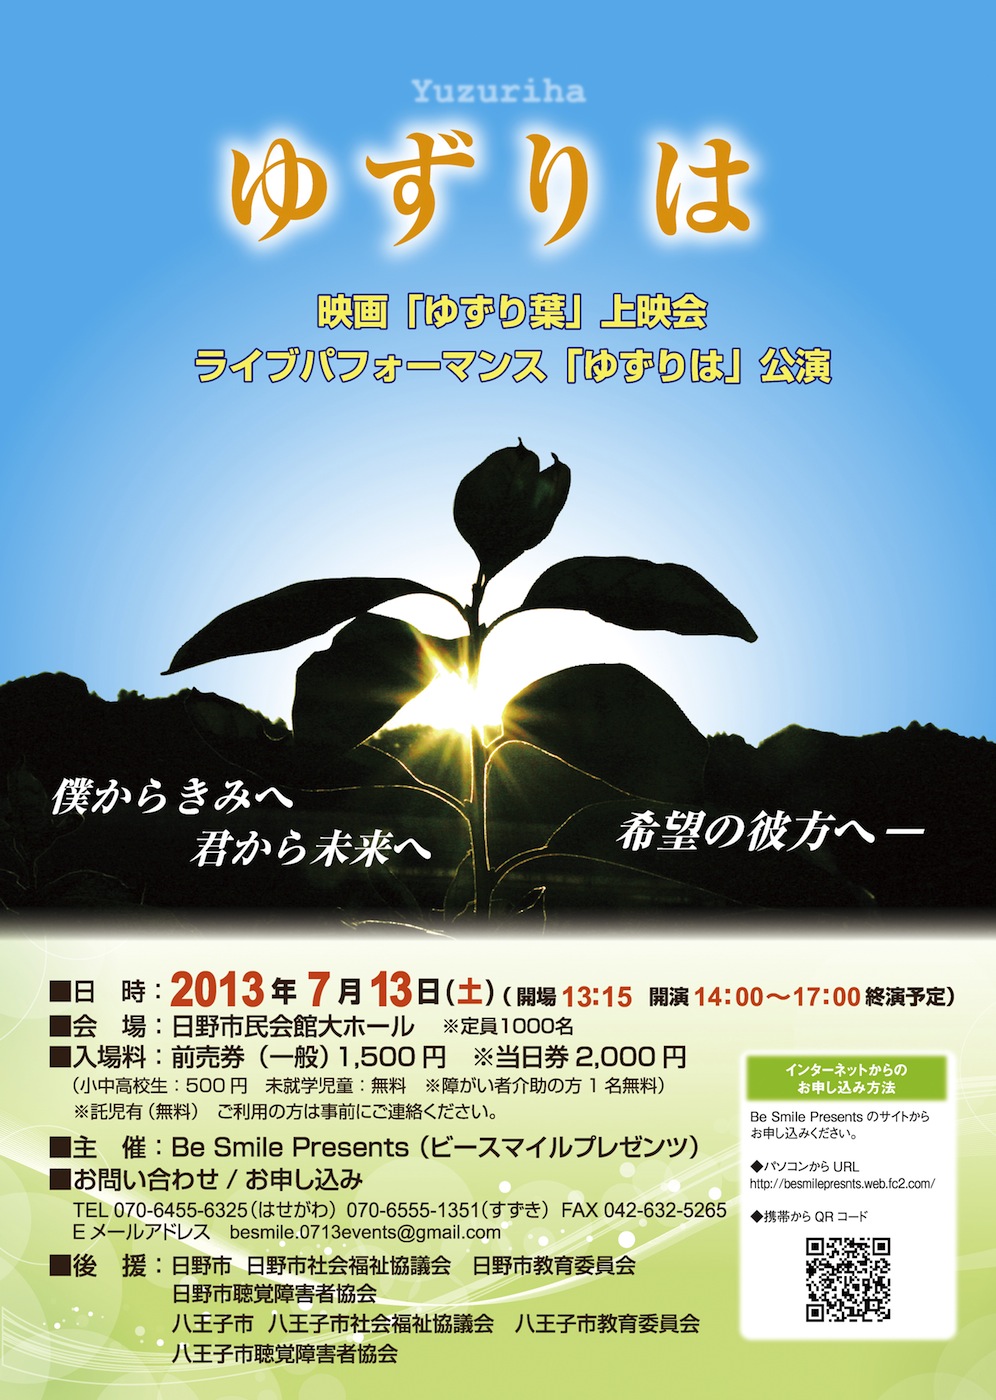 Yuzuriha
ゆずりは
映画「ゆずり葉」上映会
ライブパフォーマンス「ゆずりは」公演
僕からきみへ
君から未来へ
希望の彼方へ ―
■日　時：2013年 7月 13日(土)（開場 13:15　開演 14:00～17:00 終演予定）
■会　場：日野市民会館大ホール　※定員1000名
■入場料：前売券（一般）1,500円　※当日券 2,000円
（小中高校生：500円　未就学児童：無料　※障がい者介助の方 1 名無料）
※託児有（無料）　ご利用の方は事前にご連絡ください。
■主　催：Be Smile Presents（ビースマイルプレゼンツ）
■お問い合わせ / お申し込み
TEL 070-6455-6325（はせがわ）070-6555-1351（すずき）FAX 042-632-5265
Eメールアドレス　besmile.0713events@gmail.com
■後　援：日野市　日野市社会福祉協議会　日野市教育委員会
日野市聴覚障害者協会
八王子市　八王子市社会福祉協議会　八王子市教育委員会
八王子市聴覚障害者協会
インターネットからの
お申し込み方法
Be Smile Presents のサイトから
お申し込みください。
◆パソコンから URL
http://besmilepresnts.web.fc2.com/
◆携帯から QR コード